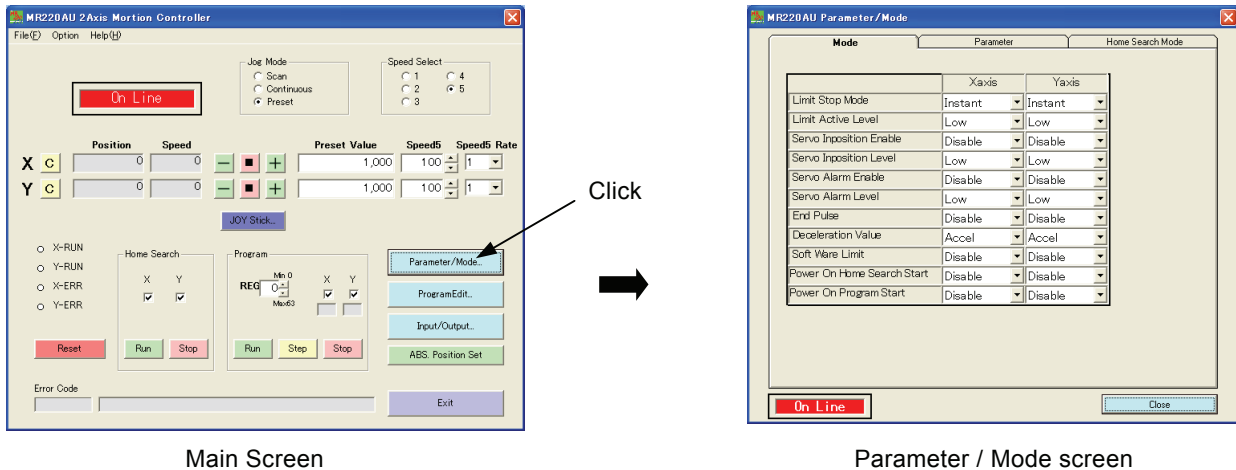 MR220AU 2Axis Mortion Controller
File(F) Option Help(H)
On Line
Jog Mode
Scan
Continuous
Preset
Speed Select
1 4
2 5
3
Position Speed Preset Value Speed5 Speed5 Rate
X C 0 0 1,000 100 1
Y C 0 0 1,000 100 1
JOY Stick...
X-RUN
Y-RUN
X-ERR
Y-ERR
Home Search
X Y
Program
REG 0 Min 0 Max63 X Y
Parameter/Mode...
ProgramEdit...
Input/Output...
ABS. Position Set
Reset
Run Stop
Run Step Stop
Error Code
Exit
Main Screen
Click
MR220AU Parameter/Mode
Mode Parameter Home Search Mode
Xaxis Yaxis
Limit Stop Mode Instant Instant
Limit Active Level Low Low
Servo Inposition Enable Disable Disable
Servo Inposition Level Low Low
Servo Alarm Enable Disable Disable
Servo Alarm Level Low Low
End Pulse Disable Disable
Deceleration Value Accel Accel
Soft Ware Limit Disable Disable
Power On Home Search Start Disable Disable
Power On Program Start Disable Disable
On Line
Close
Parameter / Mode screen